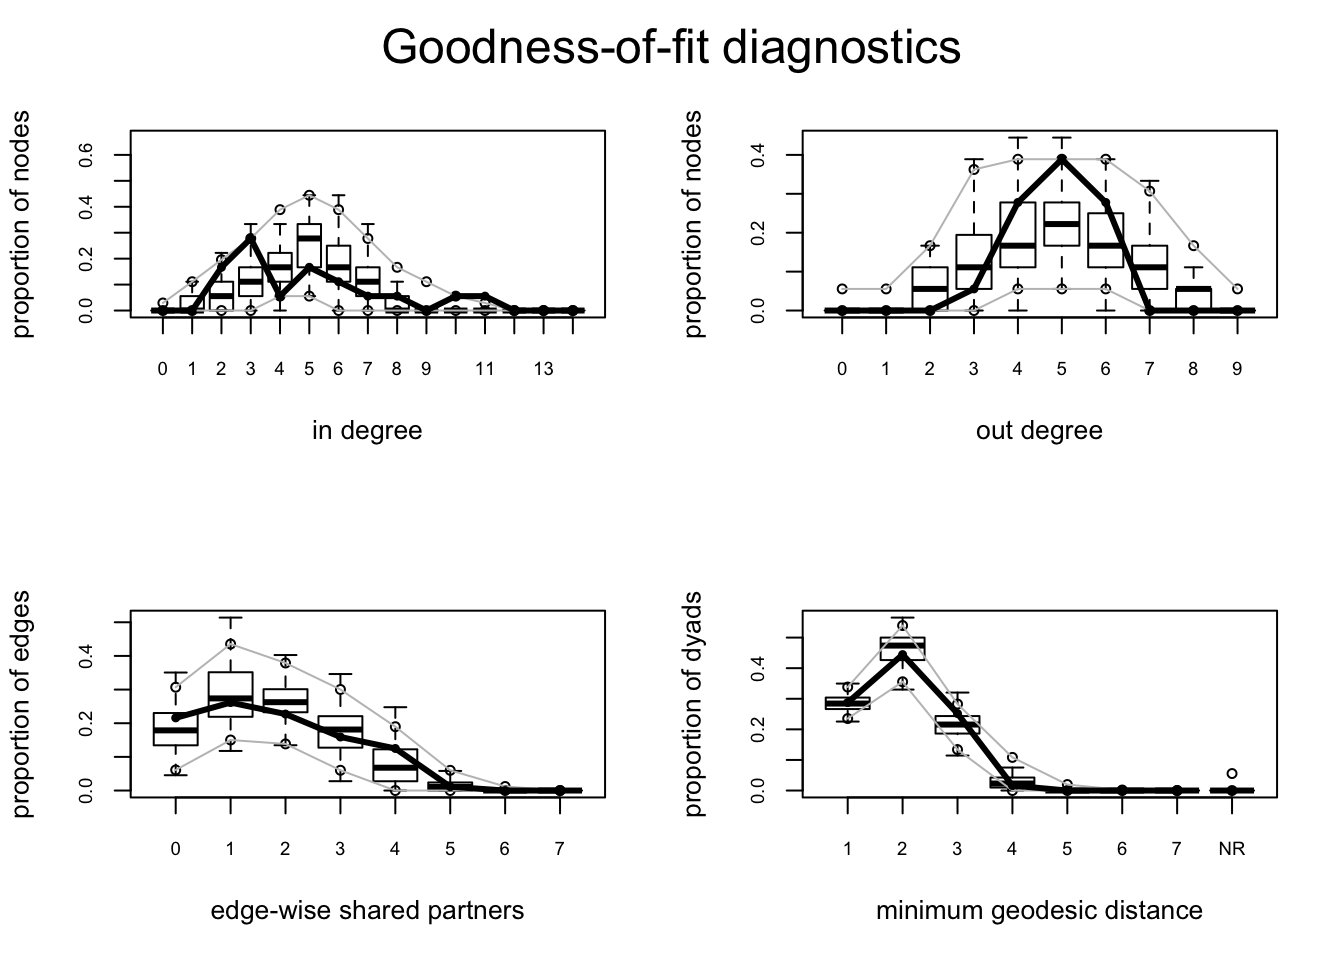 Goodness-of-fit diagnostics
proportion of nodes
0.0 0.2 0.4 0.6
0 1 2 3 4 5 6 7 8 9 11 13
in degree
proportion of nodes
0.0 0.2 0.4
0 1 2 3 4 5 6 7 8 9
out degree
proportion of edges
0.0 0.2 0.4
0 1 2 3 4 5 6 7
edge-wise shared partners
proportion of dyads
0.0 0.2 0.4
1 2 3 4 5 6 7 NR
minimum geodesic distance